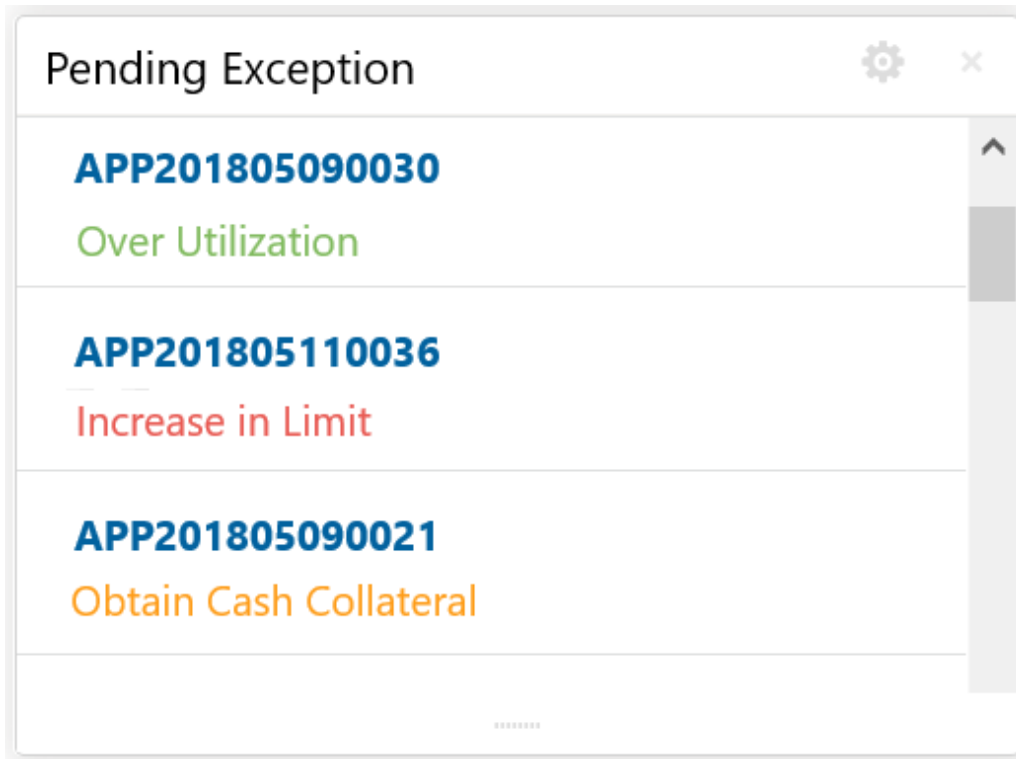 Pending Exception
APP201805090030
Over Utilization
APP201805110036
Increase in Limit
APP201805090021
Obtain Cash Collateral